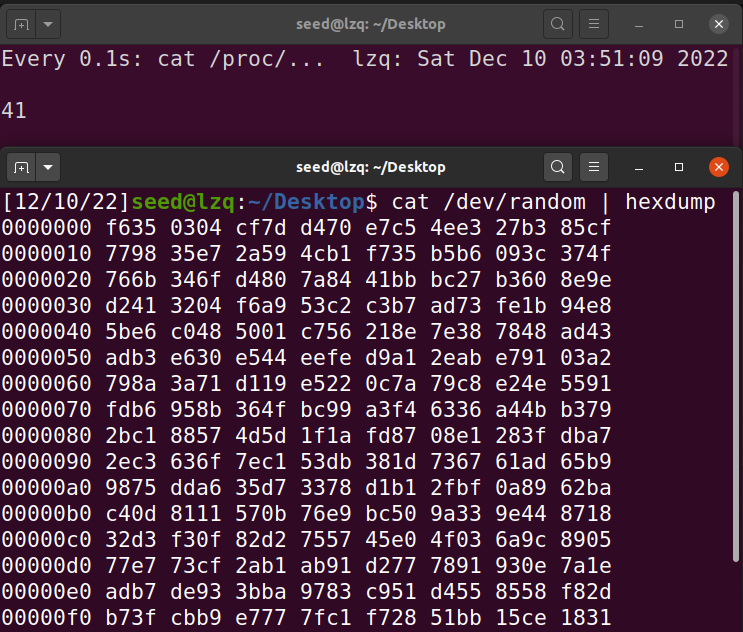 seed@lzq: ~/Desktop
Every 0.1s: cat /proc/...  lzq: Sat Dec 10 03:51:09 2022
41
seed@lzq: ~/Desktop
[12/10/22]seed@lzq:~/Desktop$ cat /dev/random | hexdump
0000000 f635 0304 cf7d d470 e7c5 4ee3 27b3 85cf
0000010 7798 35e7 2a59 4cb1 f735 b5b6 093c 374f
0000020 766b 346f d480 7a84 41bb bc27 b360 8e9e
0000030 d241 3204 f6a9 53c2 c3b7 ad73 fe1b 94e8
0000040 5be6 c048 5001 c756 218e 7e38 7848 ad43
0000050 adb3 e630 e544 eefe d9a1 2eab e791 03a2
0000060 798a 3a71 d119 e522 0c7a 79c8 e24e 5591
0000070 fdb6 958b 364f bc99 a3f4 6336 a44b b379
0000080 2bc1 8857 4d5d 1f1a fd87 08e1 283f dba7
0000090 2ec3 636f 7ec1 53db 381d 7367 61ad 65b9
00000a0 9875 dda6 35d7 3378 d1b1 2fbf 0a89 62ba
00000b0 c40d 8111 570b 76e9 bc50 9a33 9e44 8718
00000c0 32d3 f30f 82d2 7557 45e0 4f03 6a9c 8905
00000d0 77e7 73cf 2ab1 ab91 d277 7891 930e 7a1e
00000e0 adb7 de93 3bba 9783 c951 d455 8558 f82d
00000f0 b73f cbb9 e777 7fc1 f728 51bb 15ce 1831